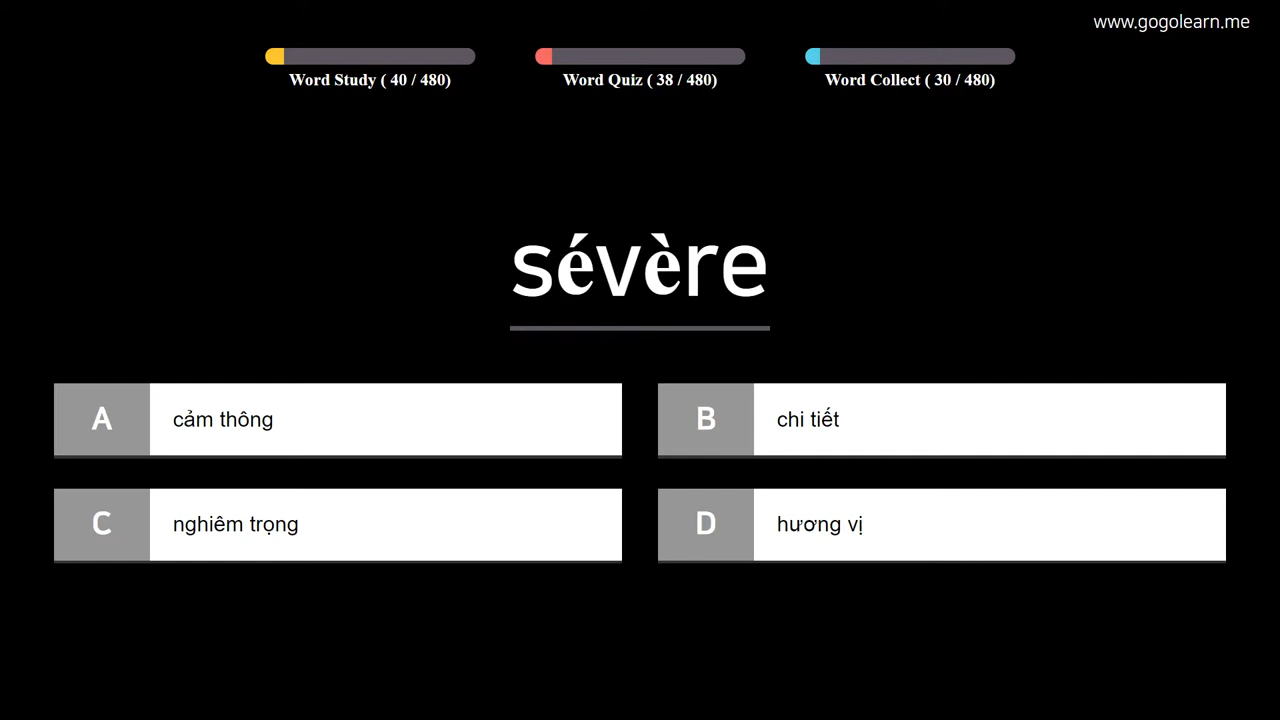 www.gogolearn.me
Word Study ( 40 / 480)
Word Quiz ( 38 / 480)
Word Collect ( 30 / 480)
sévère
A cảm thông
B chi tiết
C nghiêm trọng
D hương vị